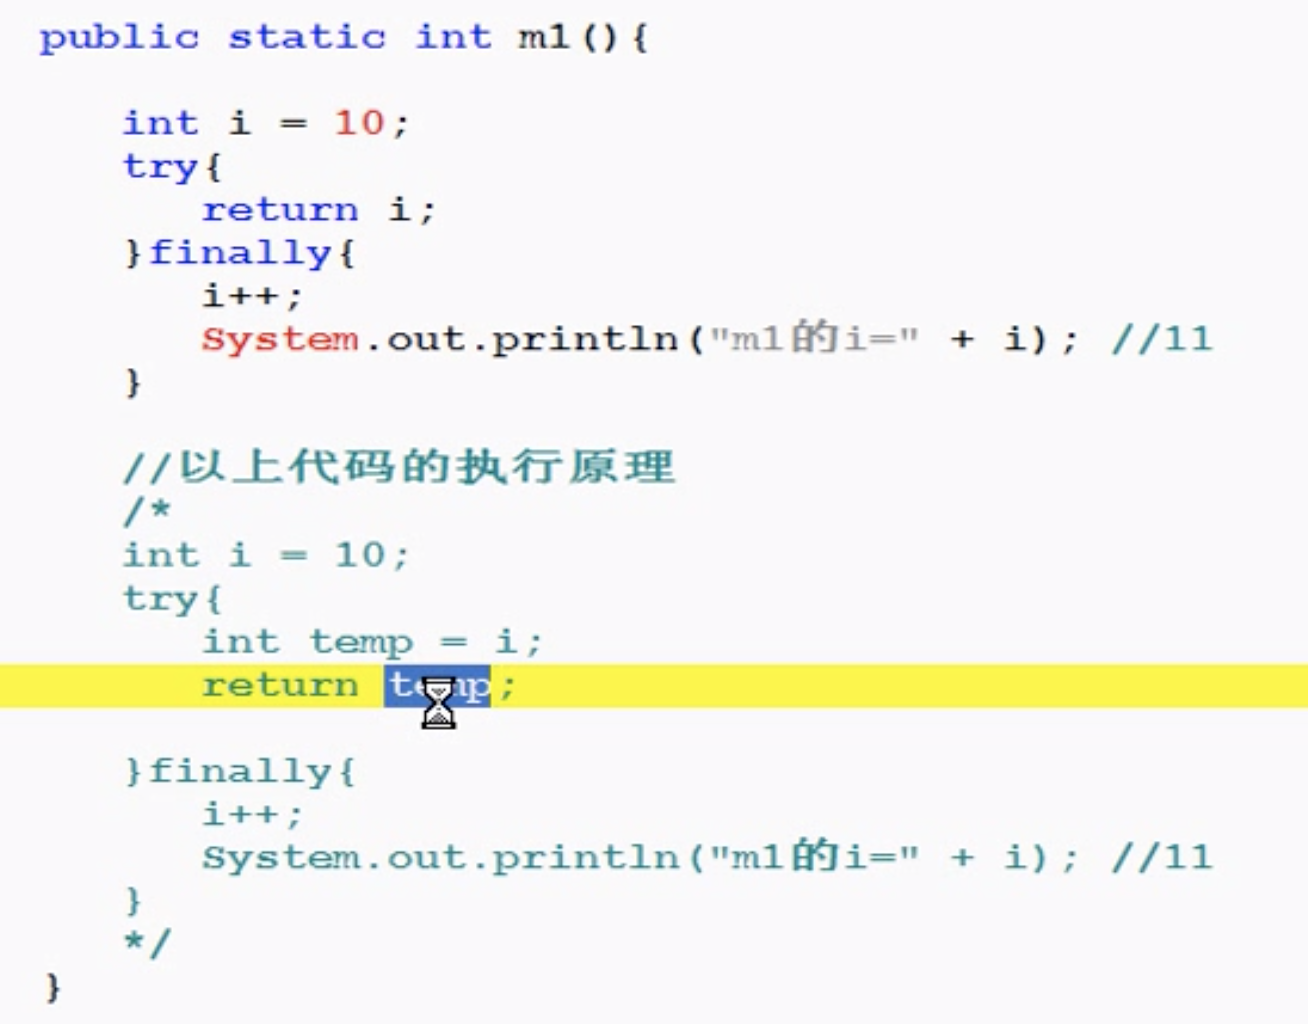 public static int m1(){
int i = 10;
try{
return i;
}finally{
i++;
System.out.println("m1的i=" + i); //11
}
//以上代码的执行原理
/*
int i = 10;
try{
int temp = i;
return temp;
}finally{
i++;
System.out.println("m1的i=" + i); //11
}
*/
}